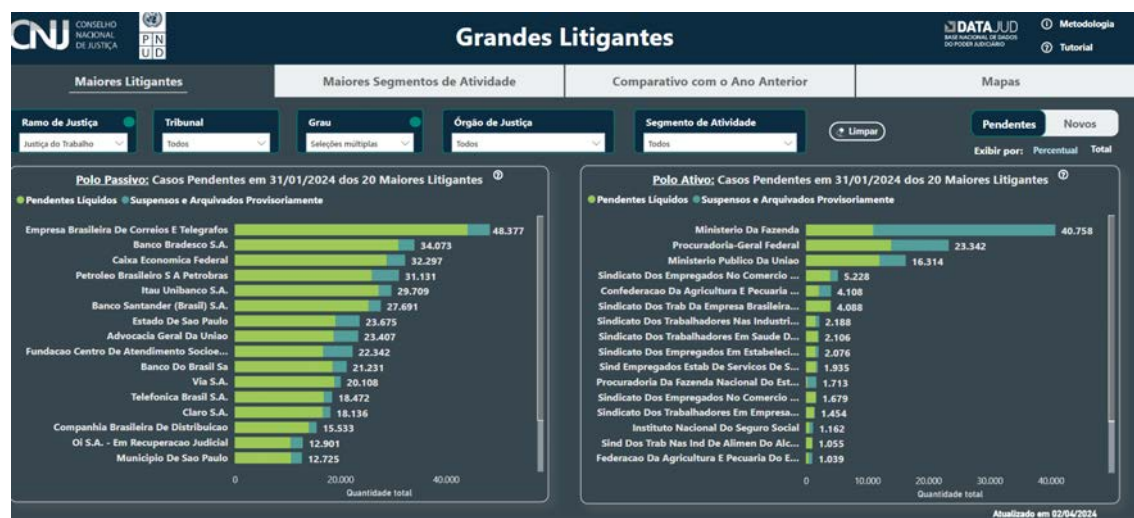 CNJ
CONSELHO
NACIONAL
DE JUSTIÇA
P N
U D
Grandes Litigantes
DATAJUD
BASE NACIONAL DE DADOS
DO PODER JUDICIÁRIO
Metodologia
Tutorial
Maiores Litigantes
Maiores Segmentos de Atividade
Comparativo com o Ano Anterior
Mapas
Ramo de Justiça
Justiça do Trabalho
Tribunal
Todos
Grau
Seleções múltiplas
Órgão de Justiça
Todos
Segmento de Atividade
Todos
Limpar
Pendentes
Novos
Exibir por: Percentual Total
Polo Passivo: Casos Pendentes em 31/01/2024 dos 20 Maiores Litigantes
Pendentes Líquidos Suspensos e Arquivados Provisoriamente
Empresa Brasileira De Correios E Telegrafos 48.377
Banco Bradesco S.A. 34.073
Caixa Economica Federal 32.297
Petroleo Brasileiro S A Petrobras 31.131
Itau Unibanco S.A. 29.709
Banco Santander (Brasil) S.A. 27.691
Estado De Sao Paulo 23.675
Advocacia Geral Da Uniao 23.407
Fundacao Centro De Atendimento Socioe... 22.342
Banco Do Brasil Sa 21.231
Via S.A. 20.108
Telefonica Brasil S.A. 18.472
Claro S.A. 18.136
Companhia Brasileira De Distribuicao 15.533
Oi S.A. - Em Recuperacao Judicial 12.901
Municipio De Sao Paulo 12.725
0 20.000 40.000
Quantidade total
Polo Ativo: Casos Pendentes em 31/01/2024 dos 20 Maiores Litigantes
Pendentes Líquidos Suspensos e Arquivados Provisoriamente
Ministerio Da Fazenda 40.758
Procuradoria-Geral Federal 23.342
Ministerio Publico Da Uniao 16.314
Sindicato Dos Empregados No Comercio ... 5.228
Confederacao Da Agricultura E Pecuaria ... 4.108
Sindicato Dos Trab Da Empresa Brasileira... 4.088
Sindicato Dos Trabalhadores Nas Industri... 2.188
Sindicato Dos Trabalhadores Em Saude D... 2.106
Sindicato Dos Empregados Em Estabeleci... 2.076
Sind Empregados Estab De Servicos De S... 1.935
Procuradoria Da Fazenda Nacional Do Est... 1.713
Sindicato Dos Empregados No Comercio ... 1.679
Sindicato Dos Trabalhadores Em Empresa... 1.454
Instituto Nacional Do Seguro Social 1.162
Sind Dos Trab Nas Ind De Alimen Do Alc... 1.055
Federacao Da Agricultura E Pecuaria Do E... 1.039
0 10.000 20.000 30.000 40.000
Quantidade total
Atualizado em 02/04/2024